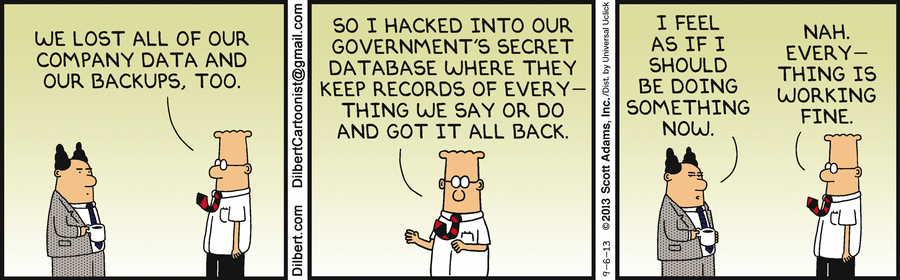 WE LOST ALL OF OUR
COMPANY DATA AND
OUR BACKUPS, TOO.
Dilbert.com DilbertCartoonist@gmail.com
SO I HACKED INTO OUR
GOVERNMENT'S SECRET
DATABASE WHERE THEY
KEEP RECORDS OF EVERY—
THING WE SAY OR DO
AND GOT IT ALL BACK.
9-6-13 ©2013 Scott Adams, Inc. /Dist. by Universal Uclick
I FEEL
AS IF I
SHOULD
BE DOING
SOMETHING
NOW.
NAH.
EVERY—
THING IS
WORKING
FINE.